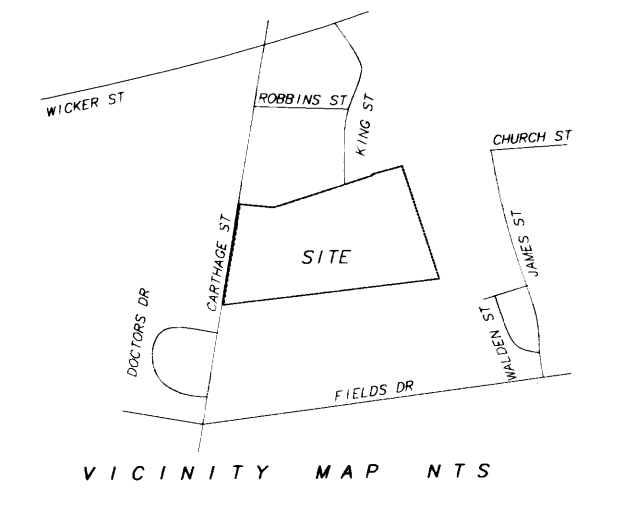 WICKER ST
ROBBINS ST
KING ST
CHURCH ST
CARTHAGE ST
SITE
JAMES ST
DOCTORS DR
WALDEN ST
FIELDS DR
VICINITY MAP NTS